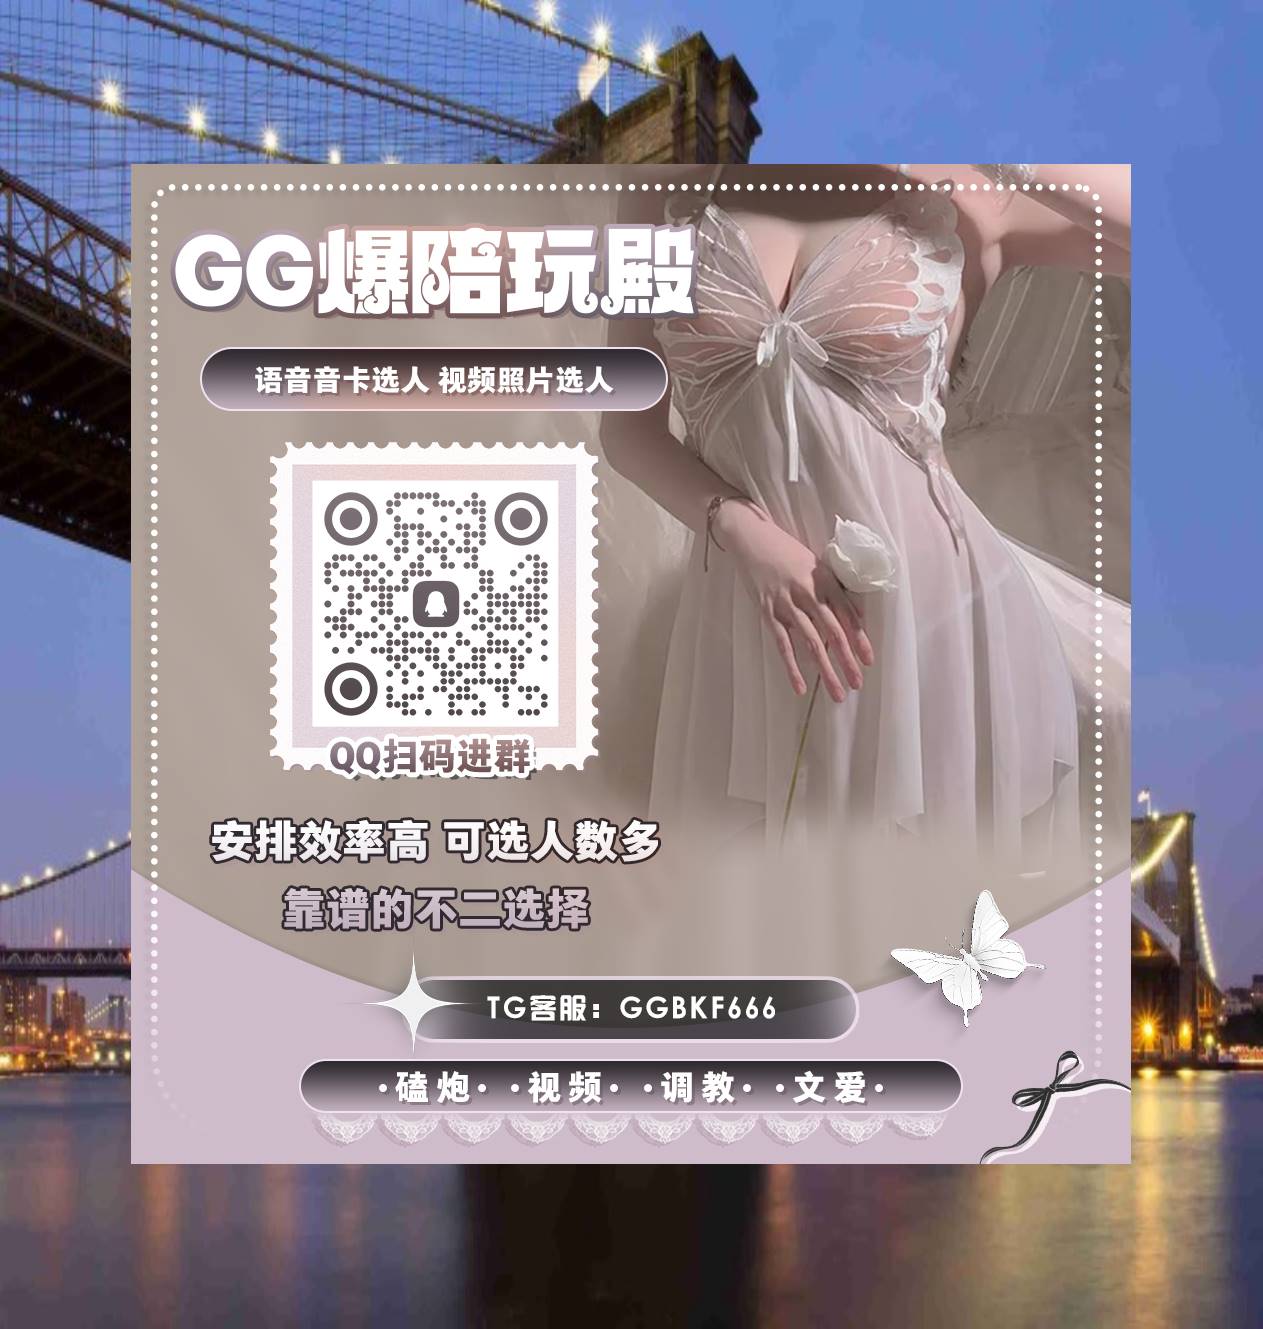 GG爆陪玩殿
语音音卡选人 视频照片选人
QQ扫码进群
安排效率高 可选人数多
靠谱的不二选择
TG客服：GGBKF666
·磕炮· ·视频· ·调教· ·文爱·